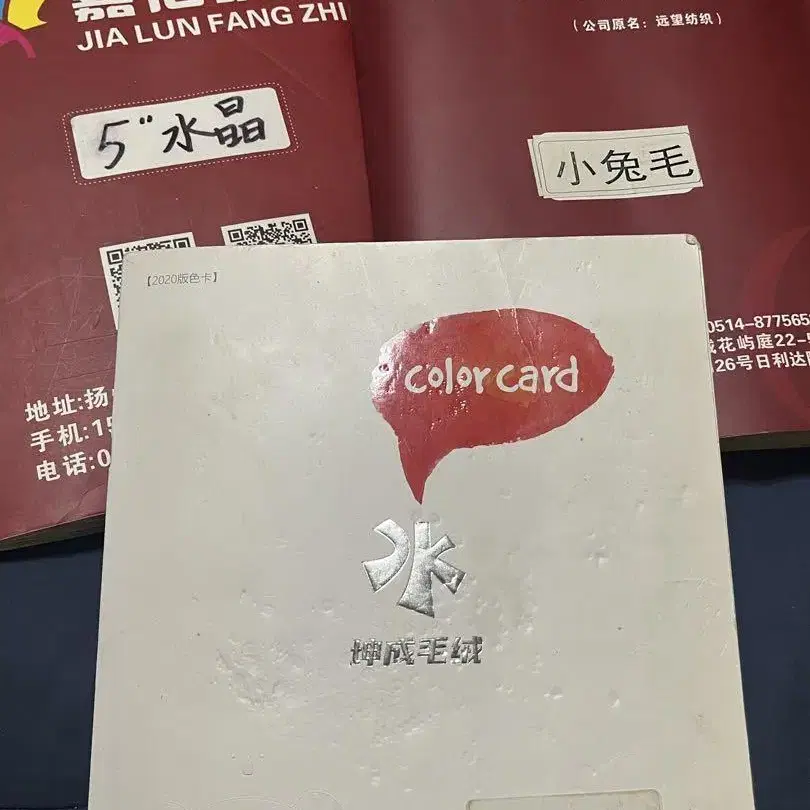 JIA LUN FANG ZHI
5"水晶
地址:扬
手机:15
电话:0
(公司原名：远望纺织)
小兔毛
0514-877565
花屿庭22-
26号日利达
【2020版色卡】
color card
坤成毛绒